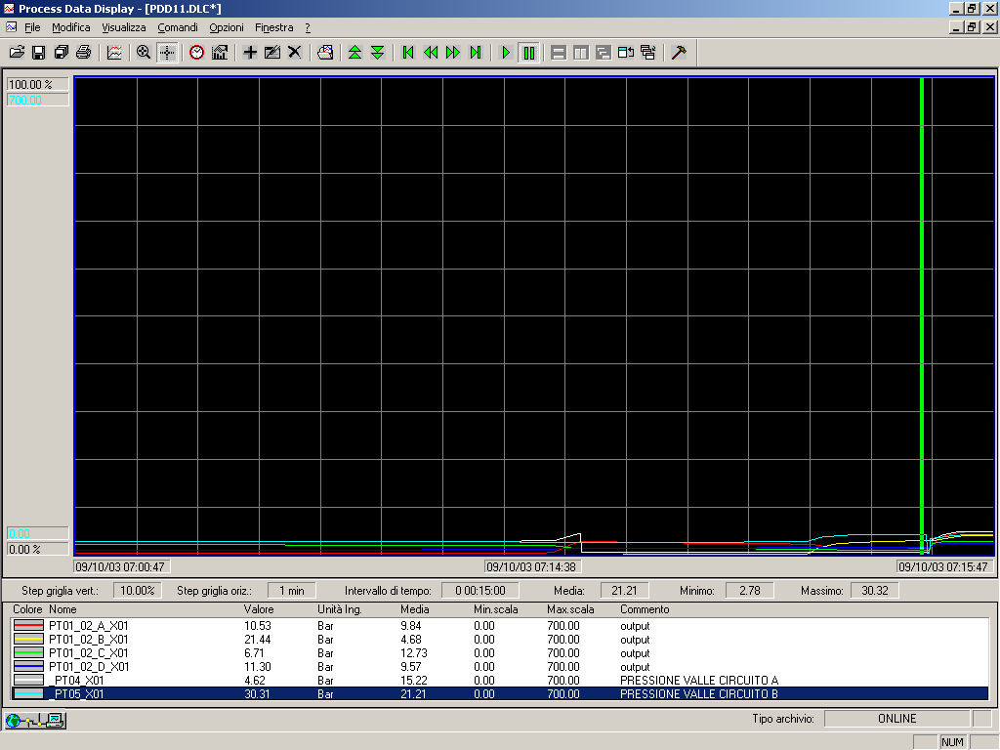 Process Data Display - [PDD11.DLC*]
File Modifica Visualizza Comandi Opzioni Finestra ?
100.00 %
700.00
0.00
0.00 %
09/10/03 07:00:47 09/10/03 07:14:38 09/10/03 07:15:47
Step griglia vert.: 10.00% Step griglia oriz.: 1 min Intervallo di tempo: 0 00:15:00 Media: 21.21 Minimo: 2.78 Massimo: 30.32
Colore Nome Valore Unità Ing. Media Min.scala Max.scala Commento
PT01_02_A_X01 10.53 Bar 9.84 0.00 700.00 output
PT01_02_B_X01 21.44 Bar 4.68 0.00 700.00 output
PT01_02_C_X01 6.71 Bar 12.73 0.00 700.00 output
PT01_02_D_X01 11.30 Bar 9.57 0.00 700.00 output
_PT04_X01 4.62 Bar 15.22 0.00 700.00 PRESSIONE VALLE CIRCUITO A
_PT05_X01 30.31 Bar 21.21 0.00 700.00 PRESSIONE VALLE CIRCUITO B
Tipo archivio: ONLINE
NUM